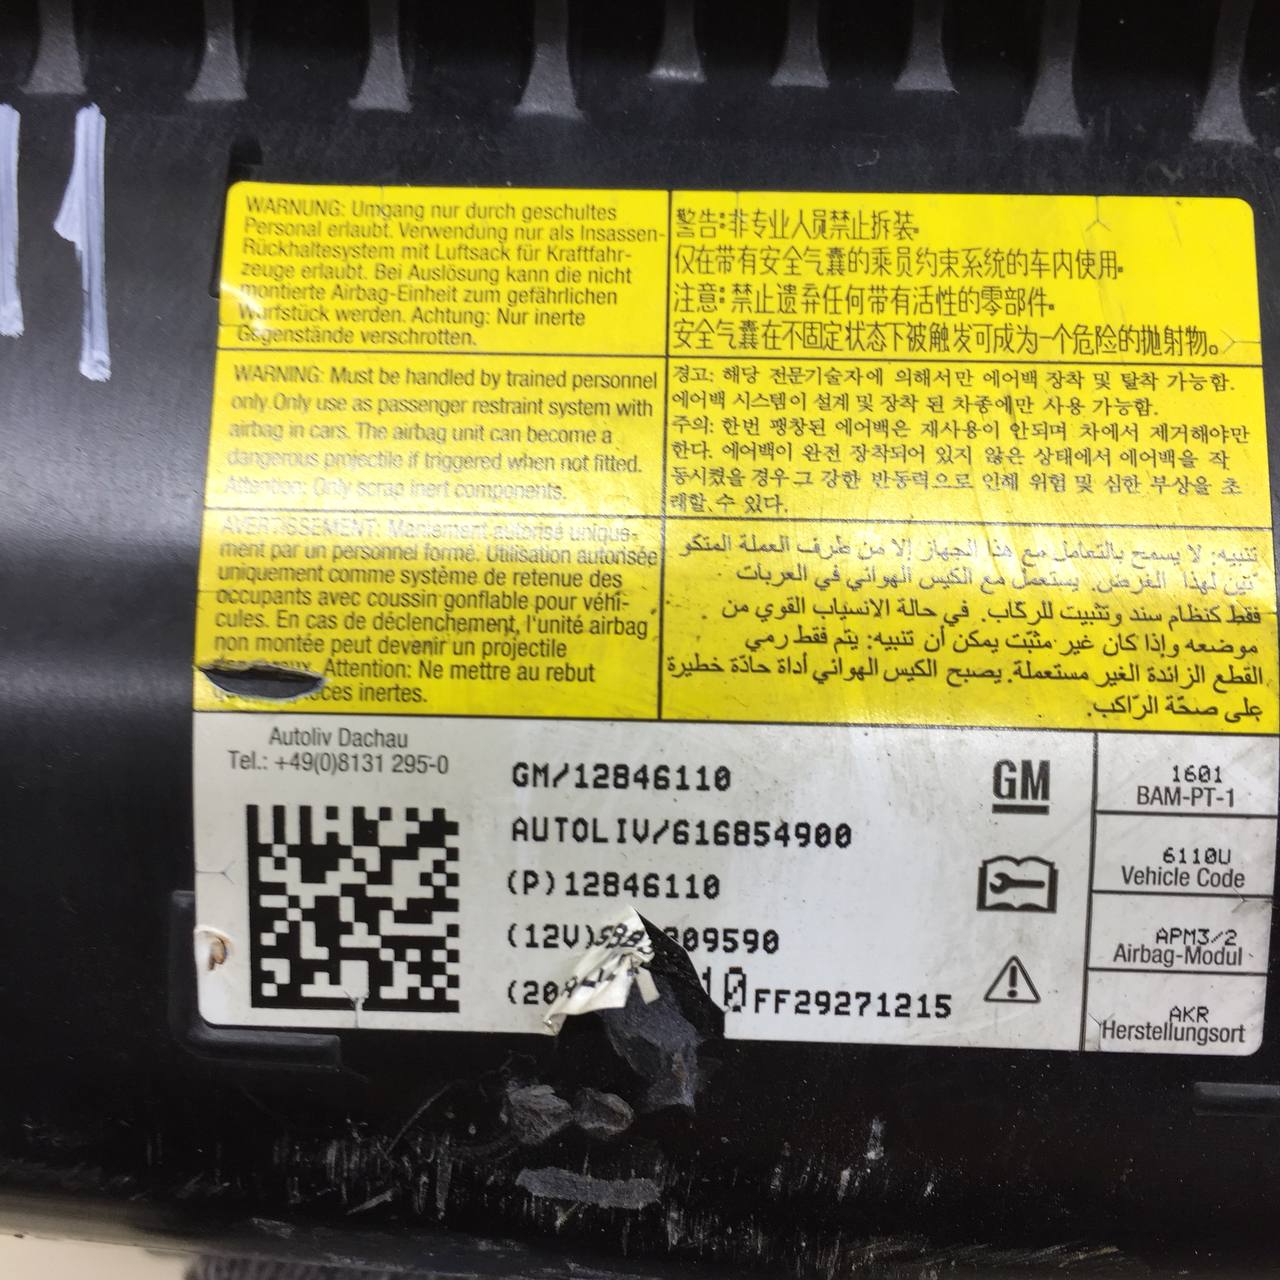 11
WARNUNG: Umgang nur durch geschultes
Personal erlaubt. Verwendung nur als Insassen-
Rückhaltesystem mit Luftsack für Kraftfahr-
zeuge erlaubt. Bei Auslösung kann die nicht
montierte Airbag-Einheit zum gefährlichen
Wurfstück werden. Achtung: Nur inerte
Gegenstände verschrotten.
警告:非专业人员禁止拆装.
仅在带有安全气囊的乘员约束系统的车内使用.
注意:禁止遗弃任何带有活性的零部件.
安全气囊在不固定状态下被触发可成为一个危险的抛射物。
WARNING: Must be handled by trained personnel
only.Only use as passenger restraint system with
airbag in cars. The airbag unit can become a
dangerous projectile if triggered when not fitted.
Attention: Only scrap inert components.
경고: 해당 전문기술자에 의해서만 에어백 장착 및 탈착 가능함.
에어백 시스템이 설계 및 장착 된 차종에만 사용 가능함.
주의: 한번 팽창된 에어백은 재사용이 안되며 차에서 제거해야만
한다. 에어백이 완전 장착되어 있지 않은 상태에서 에어백을 작
동시켰을 경우 그 강한 반동력으로 인해 위험 및 심한 부상을 초
래할 수 있다.
AVERTISSEMENT: Maniement autorisé unique-
ment par un personnel formé. Utilisation autorisée
uniquement comme système de retenue des
occupants avec coussin gonflable pour véhi-
cules. En cas de déclenchement, l'unité airbag
non montée peut devenir un projectile
Attention: Ne mettre au rebut
inertes.
تنبيه: لا يسمح بالتعامل مع هذا الجهاز إلا من طرف العملة المتكو
نين لهذا الغرض. يستعمل مع الكيس الهوائي في العربات
فقط كنظام سند وتثبيت للركّاب. في حالة الانسياب القوي من
موضعه وإذا كان غير مثبّت يمكن أن تنبيه: يتم فقط رمي
القطع الزائدة الغير مستعملة. يصبح الكيس الهوائي أداة حادّة خطيرة
على صحّة الرّاكب.
Autoliv Dachau
Tel.: +49(0)8131 295-0
GM/12846110
AUTOLIV/616854900
(P)12846110
(12V) 09590
FF29271215
GM
1601
BAM-PT-1
6110U
Vehicle Code
APM3/2
Airbag-Modul
AKR
Herstellungsort